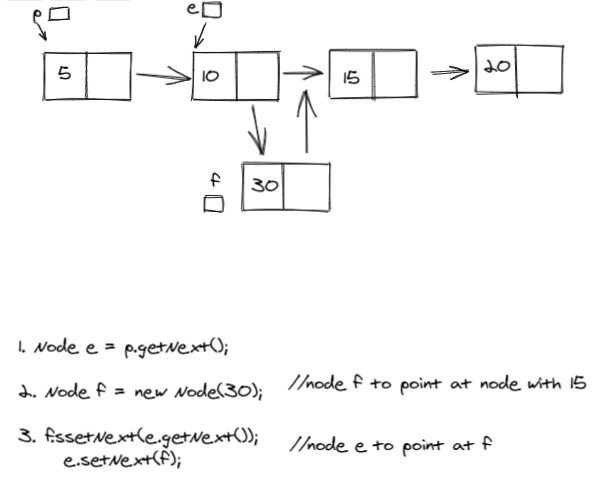 p
e
5
10
15
20
f
30
1. Node e = p.getNext();
2. Node f = new Node(30); //node f to point at node with 15
3. f.ssetNext(e.getNext()); //node e to point at f
e.setNext(f);